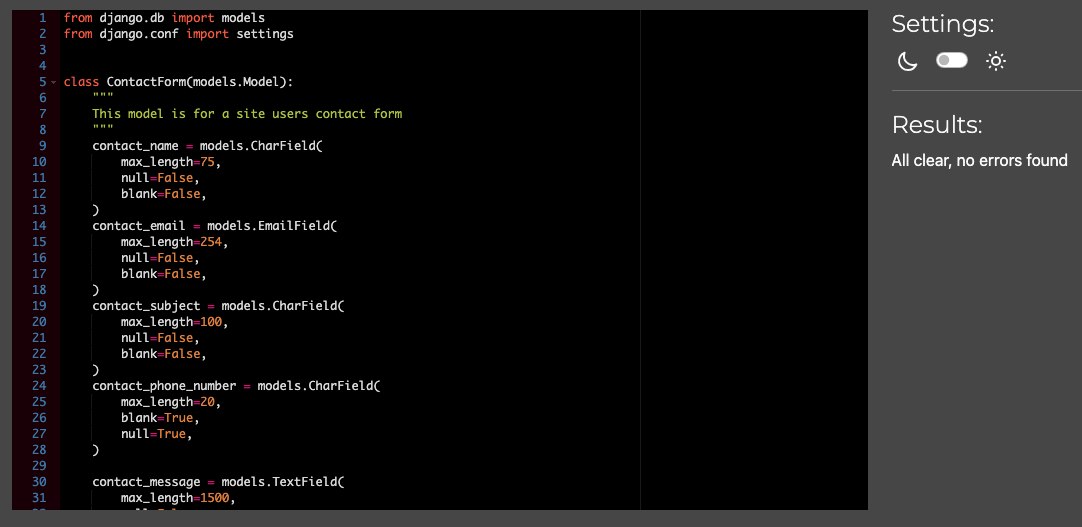 1 from django.db import models
2 from django.conf import settings
3
4
5 class ContactForm(models.Model):
6     """
7     This model is for a site users contact form
8     """
9     contact_name = models.CharField(
10         max_length=75,
11         null=False,
12         blank=False,
13     )
14     contact_email = models.EmailField(
15         max_length=254,
16         null=False,
17         blank=False,
18     )
19     contact_subject = models.CharField(
20         max_length=100,
21         null=False,
22         blank=False,
23     )
24     contact_phone_number = models.CharField(
25         max_length=20,
26         blank=True,
27         null=True,
28     )
29
30     contact_message = models.TextField(
31         max_length=1500,
Settings:
Results:
All clear, no errors found